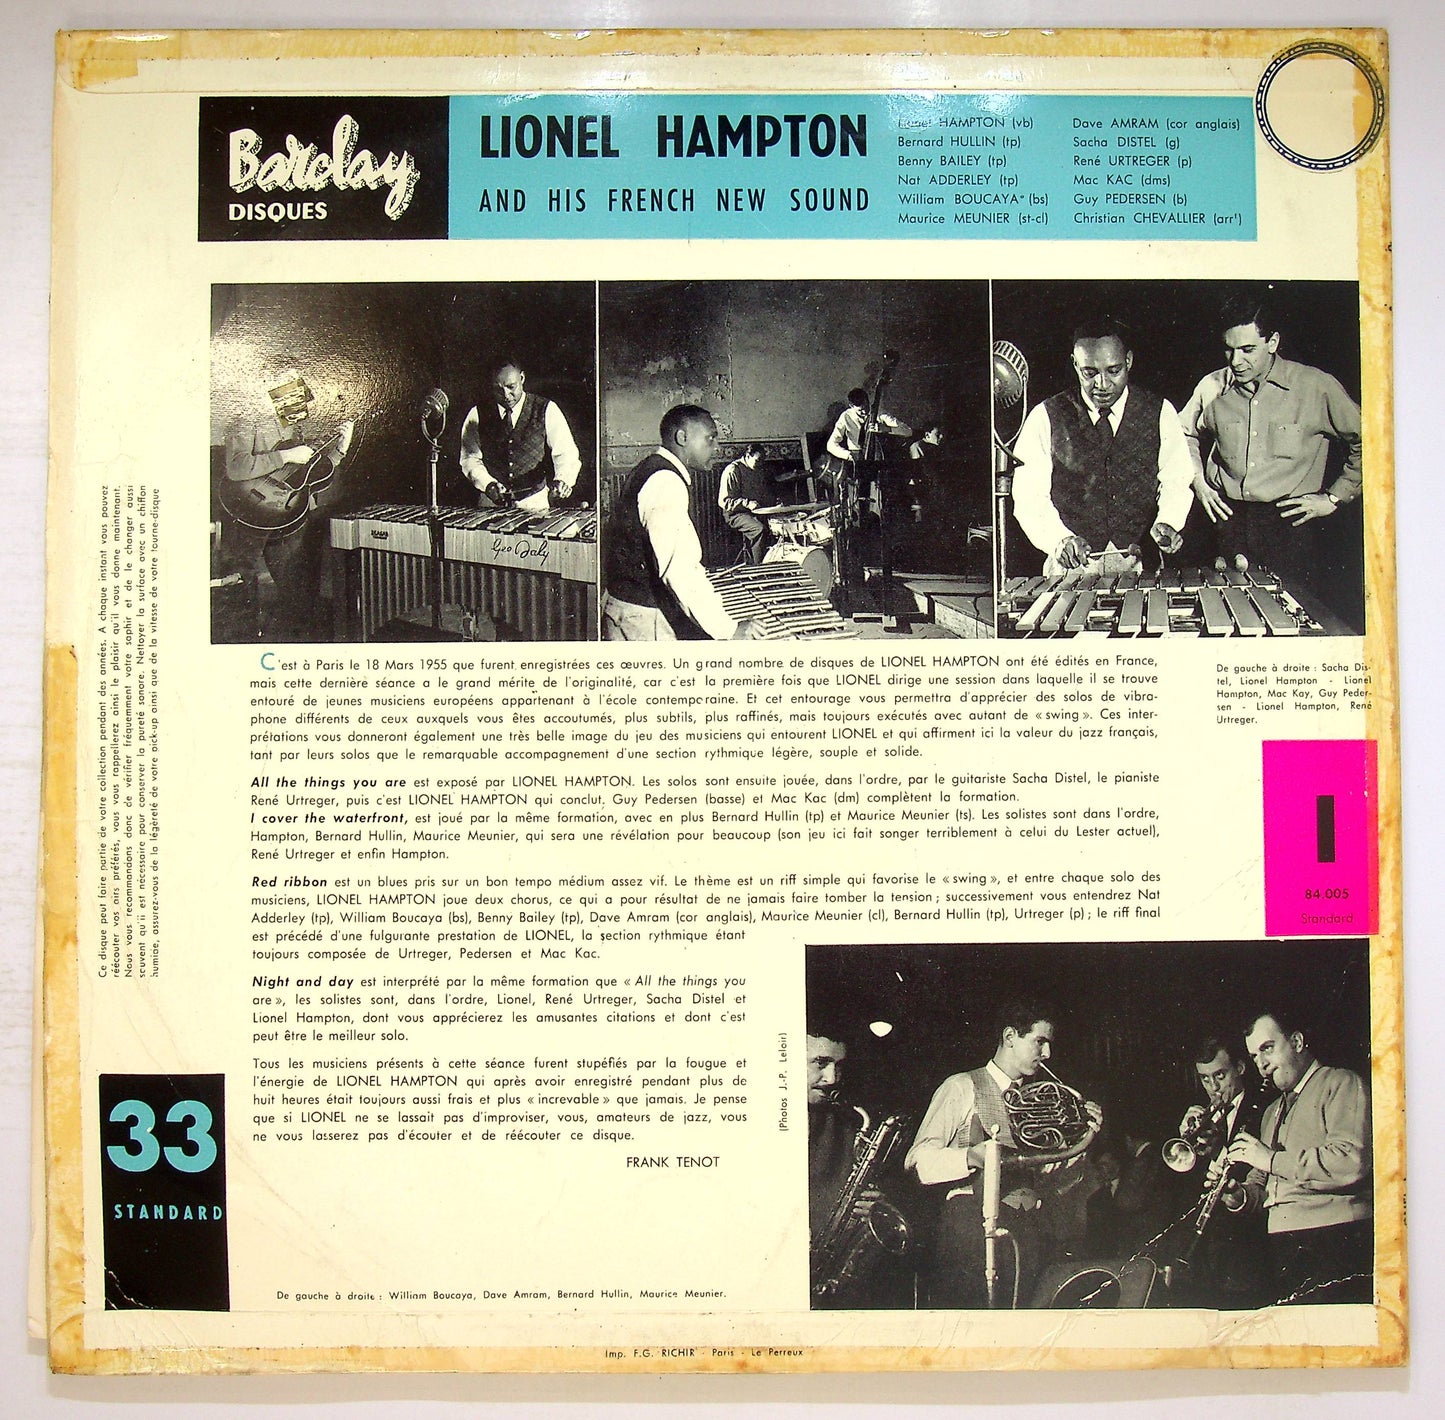 Barclay
DISQUES
LIONEL HAMPTON
AND HIS FRENCH NEW SOUND
Lionel HAMPTON (vb)
Bernard HULLIN (tp)
Benny BAILEY (tp)
Nat ADDERLEY (tp)
William BOUCAYA (bs)
Maurice MEUNIER (st-cl)
Dave AMRAM (cor anglais)
Sacha DISTEL (g)
René URTREGER (p)
Mac KAC (dms)
Guy PEDERSEN (b)
Christian CHEVALLIER (arrt)
Geo Daly
C'est à Paris le 18 Mars 1955 que furent enregistrées ces œuvres. Un grand nombre de disques de LIONEL HAMPTON ont été édités en France,
mais cette dernière séance a le grand mérite de l'originalité, car c'est la première fois que LIONEL dirige une session dans laquelle il se trouve
entouré de jeunes musiciens européens appartenant à l'école contemporaine. Et cet entourage vous permettra d'apprécier des solos de vibra-
phone différents de ceux auxquels vous êtes accoutumés, plus subtils, plus raffinés, mais toujours exécutés avec autant de « swing ». Ces inter-
prétations vous donneront également une très belle image du jeu des musiciens qui entourent LIONEL et qui affirment ici la valeur du jazz français,
tant par leurs solos que le remarquable accompagnement d'une section rythmique légère, souple et solide.
All the things you are est exposé par LIONEL HAMPTON. Les solos sont ensuite jouée, dans l'ordre, par le guitariste Sacha Distel, le pianiste
René Urtreger, puis c'est LIONEL HAMPTON qui conclut. Guy Pedersen (basse) et Mac Kac (dm) complètent la formation.
I cover the waterfront, est joué par la même formation, avec en plus Bernard Hullin (tp) et Maurice Meunier (ts). Les solistes sont dans l'ordre,
Hampton, Bernard Hullin, Maurice Meunier, qui sera une révélation pour beaucoup (son jeu ici fait songer terriblement à celui du Lester actuel),
René Urtreger et enfin Hampton.
Red ribbon est un blues pris sur un bon tempo médium assez vif. Le thème est un riff simple qui favorise le « swing », et entre chaque solo des
musiciens, LIONEL HAMPTON joue deux chorus, ce qui a pour résultat de ne jamais faire tomber la tension ; successivement vous entendrez Nat
Adderley (tp), William Boucaya (bs), Benny Bailey (tp), Dave Amram (cor anglais), Maurice Meunier (cl), Bernard Hullin (tp), Urtreger (p) ; le riff final
est précédé d'une fulgurante prestation de LIONEL, la section rythmique étant
toujours composée de Urtreger, Pedersen et Mac Kac.
Night and day est interprété par la même formation que « All the things you
are », les solistes sont, dans l'ordre, Lionel, René Urtreger, Sacha Distel et
Lionel Hampton, dont vous apprécierez les amusantes citations et dont c'est
peut être le meilleur solo.
Tous les musiciens présents à cette séance furent stupéfiés par la fougue et
l'énergie de LIONEL HAMPTON qui après avoir enregistré pendant plus de
huit heures était toujours aussi frais et plus « increvable » que jamais. Je pense
que si LIONEL ne se lassait pas d'improviser, vous, amateurs de jazz, vous
ne vous lasserez pas d'écouter et de réécouter ce disque.
FRANK TENOT
De gauche à droite : Sacha Dis-
tel, Lionel Hampton - Lionel
Hampton, Mac Kay, Guy Peder-
sen - Lionel Hampton, René
Urtreger.
I
84.005
Standard
(Photos J.-P. Leloir)
Ce disque peut faire partie de votre collection pendant des années. A chaque instant vous pouvez
réécouter vos airs préférés, vous vous rappellerez ainsi le plaisir qu'il vous donne maintenant.
Nous vous recommandons donc de vérifier fréquemment votre saphir et de le changer aussi
souvent qu'il est nécessaire pour conserver la pureté sonore. Nettoyer la surface avec un chiffon
humide, assurez-vous de la légèreté de votre pick-up ainsi que de la vitesse de votre tourne-disque
33
STANDARD
De gauche à droite : William Boucaya, Dave Amram, Bernard Hullin, Maurice Meunier.
Imp. F.G. RICHIR - Paris - Le Perreux